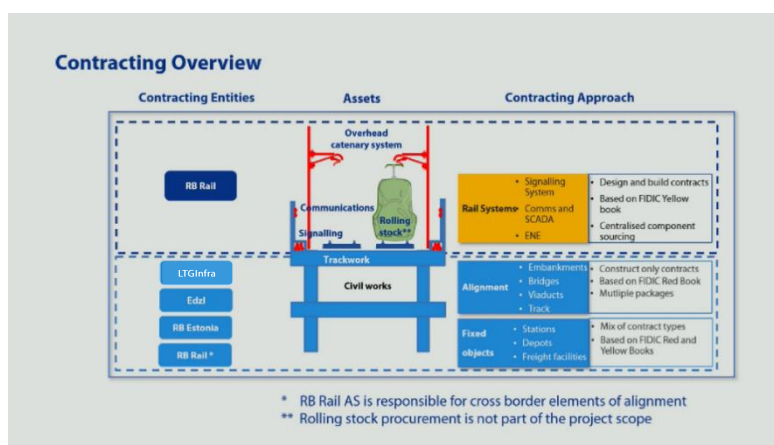 Contracting Overview
Contracting Entities
Assets
Contracting Approach
RB Rail
Overhead
catenary system
Communications
Signalling
Rolling
stock**
Rail Systems
• Signalling
System
• Comms and
SCADA
• ENE
• Design and build contracts
• Based on FIDIC Yellow
book
• Centralised component
sourcing
Trackwork
LTGInfra
Edzl
RB Estonia
RB Rail *
Civil works
Alignment
• Embankments
• Bridges
• Viaducts
• Track
• Construct only contracts
• Based on FIDIC Red Book
• Mutliple packages
Fixed
objects
• Stations
• Depots
• Freight facilities
• Mix of contract types
• Based on FIDIC Red and
Yellow Books
* RB Rail AS is responsible for cross border elements of alignment
** Rolling stock procurement is not part of the project scope